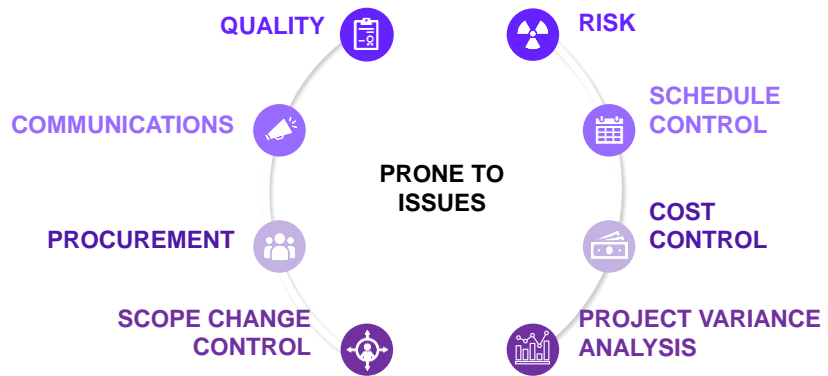 QUALITY
RISK
COMMUNICATIONS
SCHEDULE
CONTROL
PRONE TO
ISSUES
PROCUREMENT
COST
CONTROL
SCOPE CHANGE
CONTROL
PROJECT VARIANCE
ANALYSIS